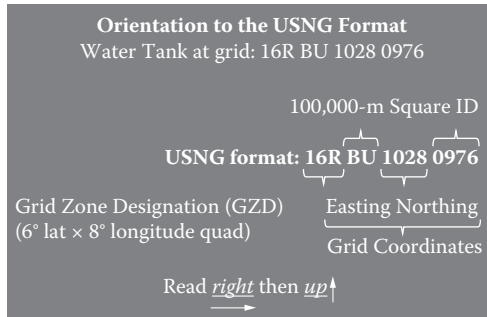 Orientation to the USNG Format
Water Tank at grid: 16R BU 1028 0976
100,000-m Square ID
USNG format: 16R BU 1028 0976
Grid Zone Designation (GZD)
(6° lat × 8° longitude quad)
Easting Northing
Grid Coordinates
Read right then up